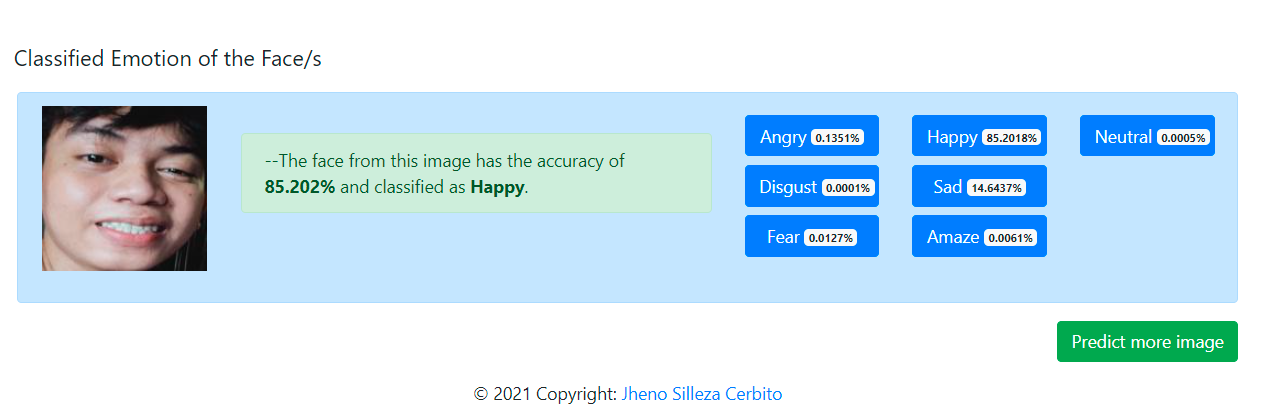 Classified Emotion of the Face/s
--The face from this image has the accuracy of
85.202% and classified as Happy.
Angry 0.1351%
Happy 85.2018%
Neutral 0.0005%
Disgust 0.0001%
Sad 14.6437%
Fear 0.0127%
Amaze 0.0061%
Predict more image
© 2021 Copyright: Jheno Silleza Cerbito